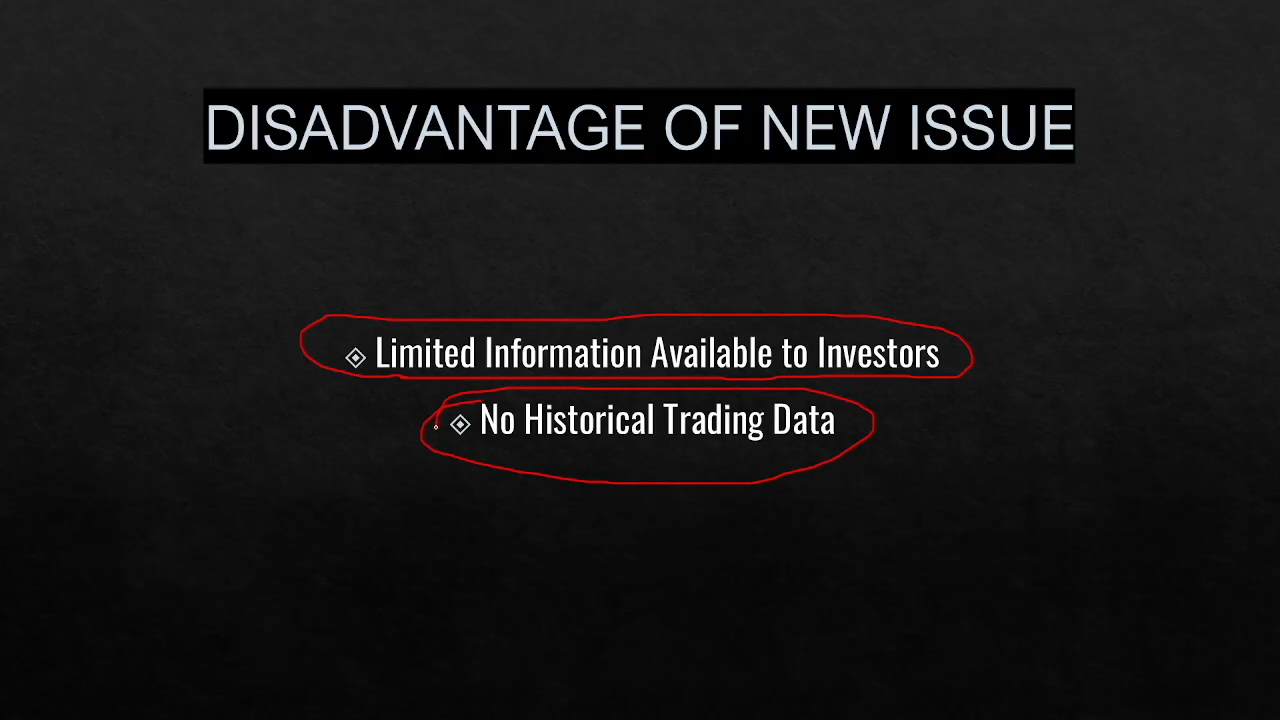 DISADVANTAGE OF NEW ISSUE
Limited Information Available to Investors
No Historical Trading Data